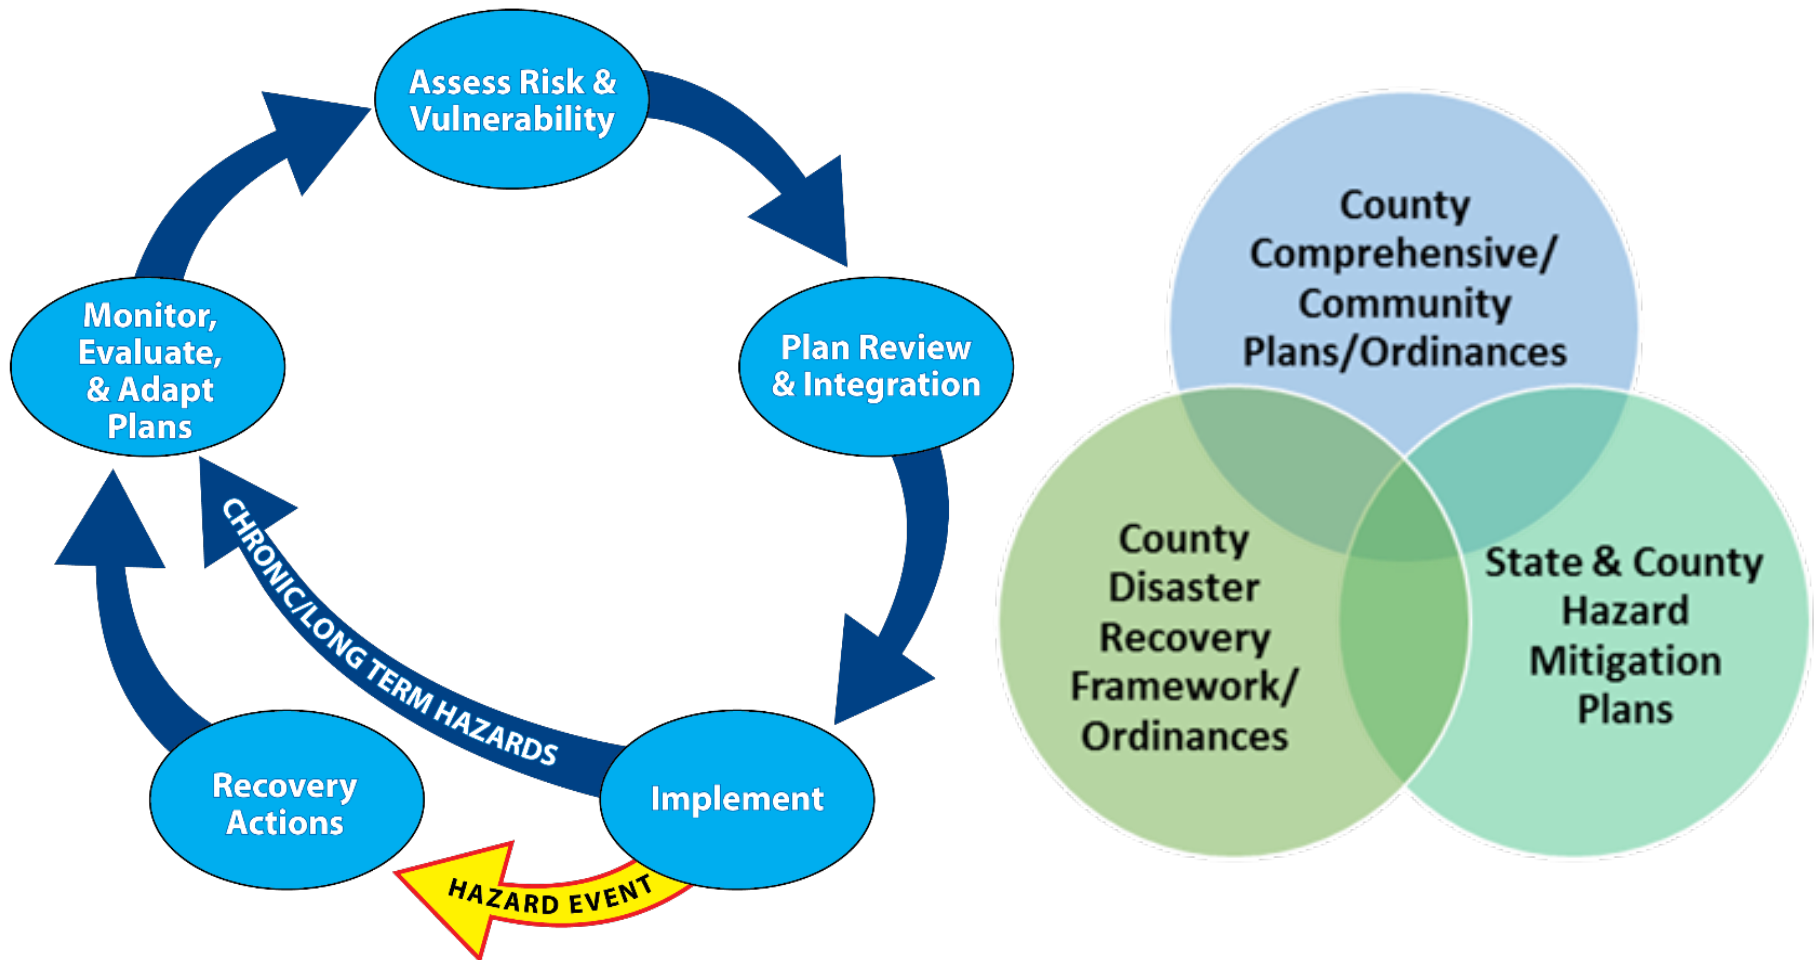 Assess Risk &
Vulnerability
Plan Review
& Integration
Implement
HAZARD EVENT
Recovery
Actions
CHRONIC/LONG TERM HAZARDS
Monitor,
Evaluate,
& Adapt
Plans
County
Comprehensive/
Community
Plans/Ordinances
County
Disaster
Recovery
Framework/
Ordinances
State & County
Hazard
Mitigation
Plans